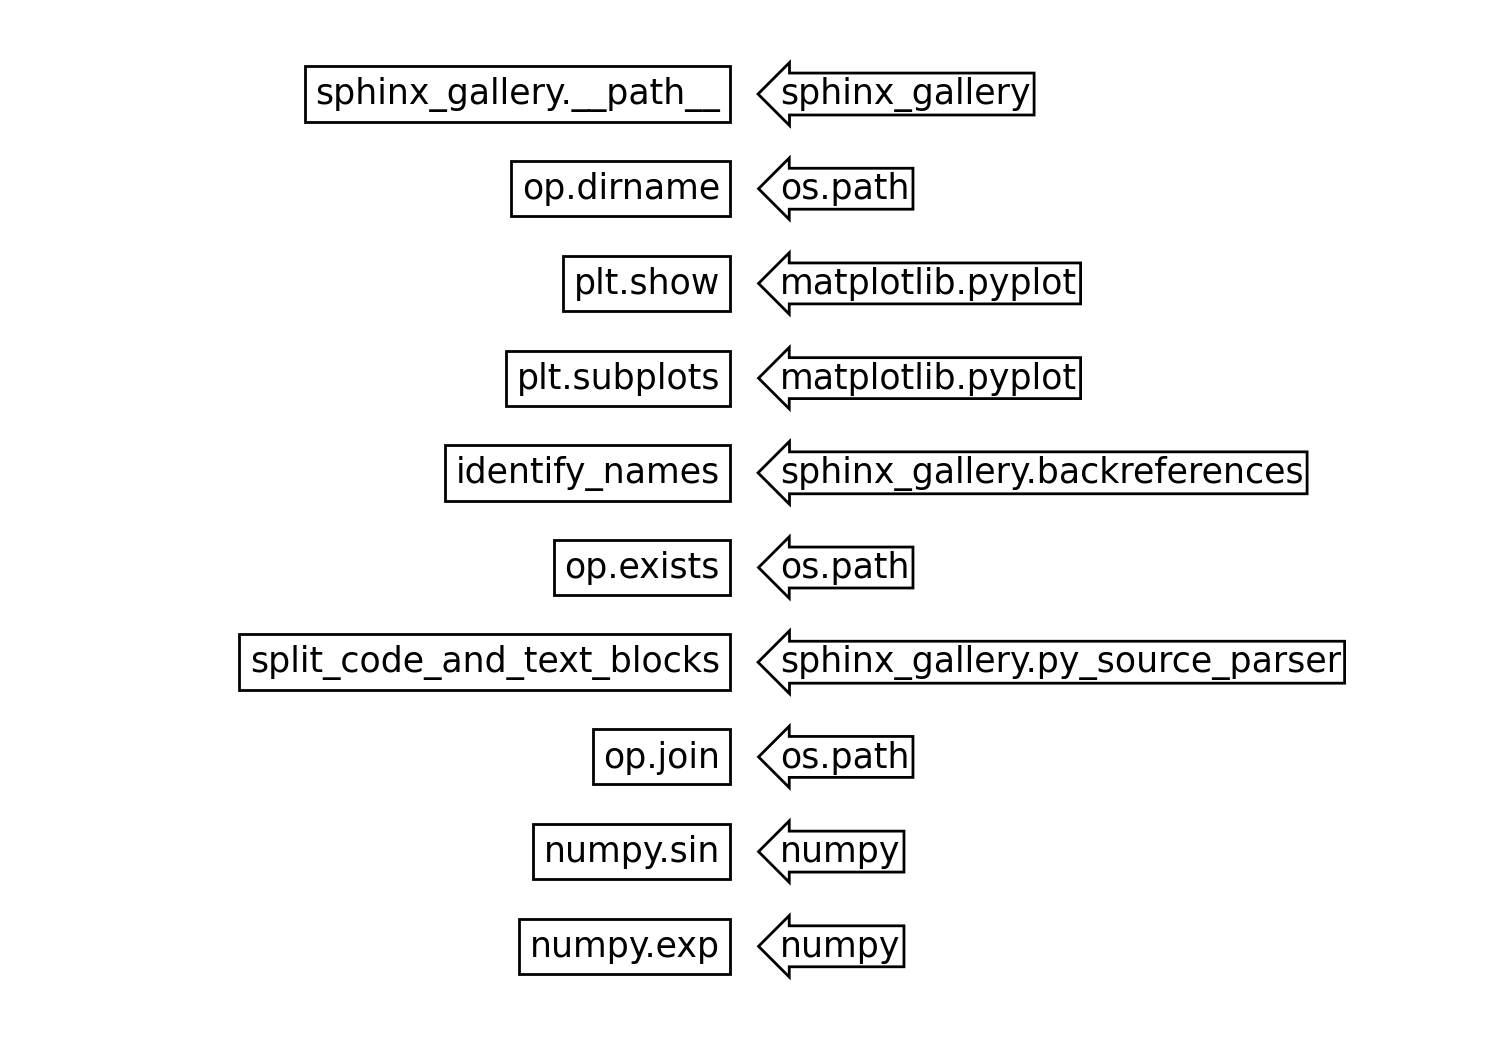 sphinx_gallery.__path__ sphinx_gallery
op.dirname os.path
plt.show matplotlib.pyplot
plt.subplots matplotlib.pyplot
identify_names sphinx_gallery.backreferences
op.exists os.path
split_code_and_text_blocks sphinx_gallery.py_source_parser
op.join os.path
numpy.sin numpy
numpy.exp numpy